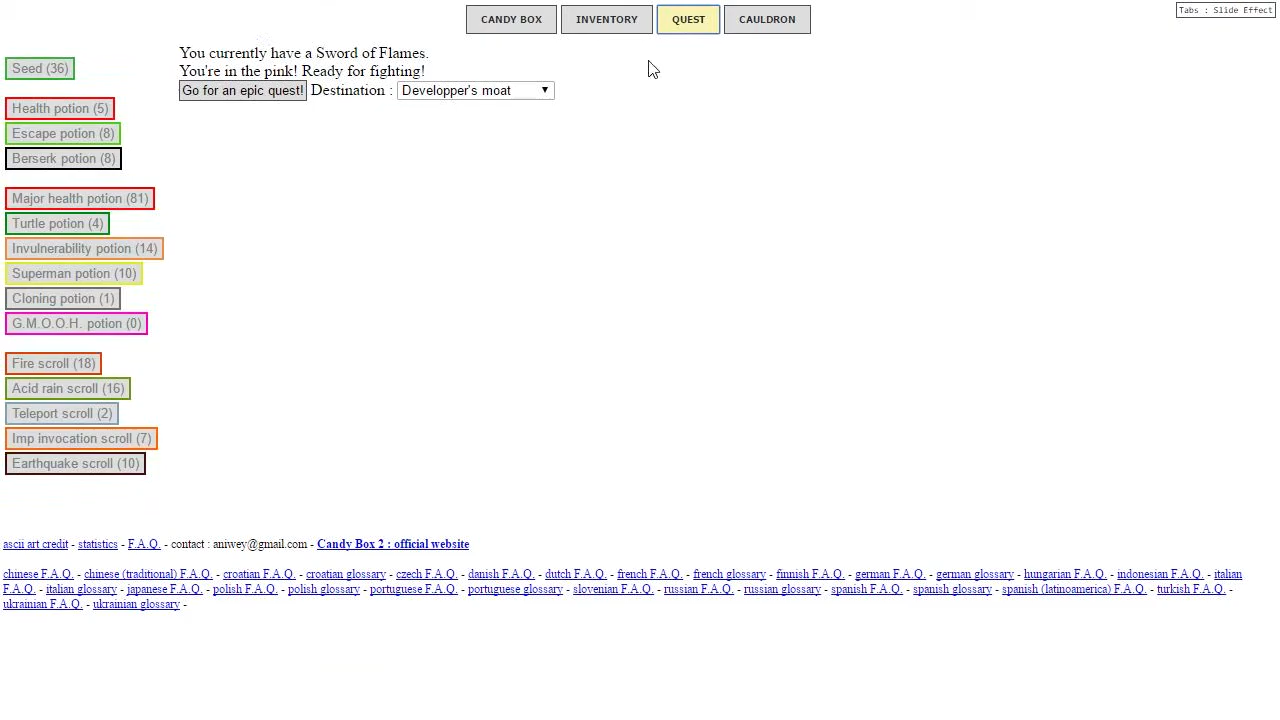 CANDY BOX INVENTORY QUEST CAULDRON
Tabs : Slide Effect
You currently have a Sword of Flames.
You're in the pink! Ready for fighting!
Go for an epic quest! Destination : Developper's moat
Seed (36)
Health potion (5)
Escape potion (8)
Berserk potion (8)
Major health potion (81)
Turtle potion (4)
Invulnerability potion (14)
Superman potion (10)
Cloning potion (1)
G.M.O.O.H. potion (0)
Fire scroll (18)
Acid rain scroll (16)
Teleport scroll (2)
Imp invocation scroll (7)
Earthquake scroll (10)
ascii art credit - statistics - F.A.Q. - contact : aniwey@gmail.com - Candy Box 2 : official website
chinese F.A.Q. - chinese (traditional) F.A.Q. - croatian F.A.Q. - croatian glossary - czech F.A.Q. - danish F.A.Q. - dutch F.A.Q. - french F.A.Q. - french glossary - finnish F.A.Q. - german F.A.Q. - german glossary - hungarian F.A.Q. - indonesian F.A.Q. - italian
F.A.Q. - italian glossary - japanese F.A.Q. - polish F.A.Q. - polish glossary - portuguese F.A.Q. - portuguese glossary - slovenian F.A.Q. - russian F.A.Q. - russian glossary - spanish F.A.Q. - spanish glossary - spanish (latinoamerica) F.A.Q. - turkish F.A.Q. -
ukrainian F.A.Q. - ukrainian glossary -